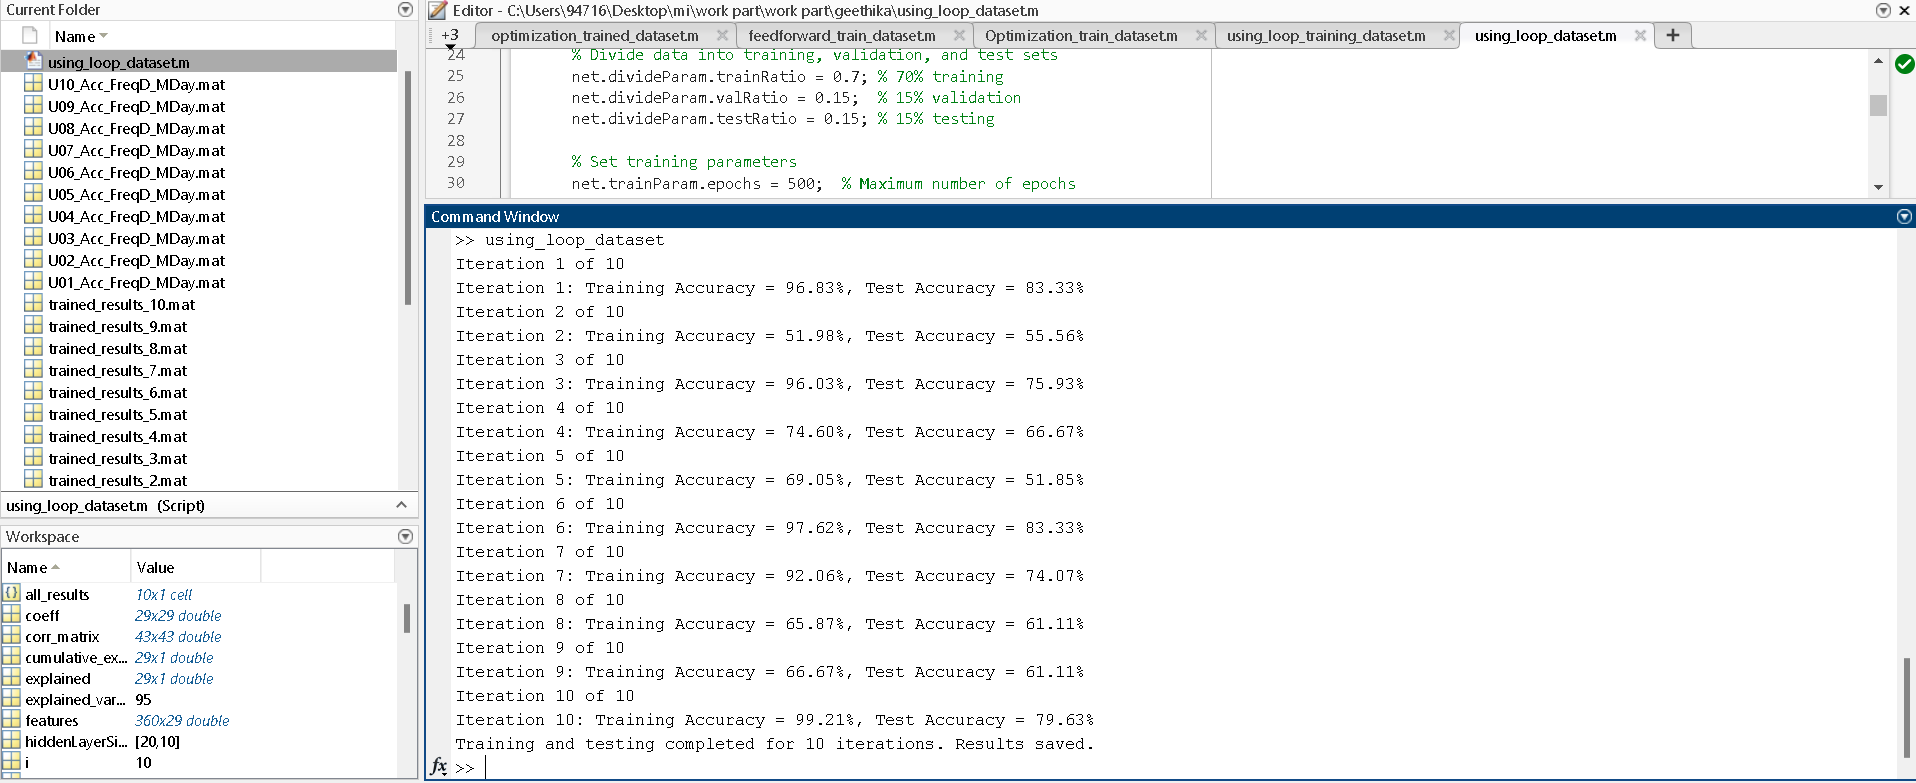 Current Folder
Name
using_loop_dataset.m
U10_Acc_FreqD_MDay.mat
U09_Acc_FreqD_MDay.mat
U08_Acc_FreqD_MDay.mat
U07_Acc_FreqD_MDay.mat
U06_Acc_FreqD_MDay.mat
U05_Acc_FreqD_MDay.mat
U04_Acc_FreqD_MDay.mat
U03_Acc_FreqD_MDay.mat
U02_Acc_FreqD_MDay.mat
U01_Acc_FreqD_MDay.mat
trained_results_10.mat
trained_results_9.mat
trained_results_8.mat
trained_results_7.mat
trained_results_6.mat
trained_results_5.mat
trained_results_4.mat
trained_results_3.mat
trained_results_2.mat
using_loop_dataset.m (Script)
Workspace
Name Value
all_results 10x1 cell
coeff 29x29 double
corr_matrix 43x43 double
cumulative_ex... 29x1 double
explained 29x1 double
explained_var... 95
features 360x29 double
hiddenLayerSi... [20,10]
i 10
Editor - C:\Users\94716\Desktop\mi\work part\work part\geethika\using_loop_dataset.m
+3 optimization_trained_dataset.m feedforward_train_dataset.m Optimization_train_dataset.m using_loop_training_dataset.m using_loop_dataset.m +
24 % Divide data into training, validation, and test sets
25 net.divideParam.trainRatio = 0.7; % 70% training
26 net.divideParam.valRatio = 0.15; % 15% validation
27 net.divideParam.testRatio = 0.15; % 15% testing
28
29 % Set training parameters
30 net.trainParam.epochs = 500; % Maximum number of epochs
Command Window
>> using_loop_dataset
Iteration 1 of 10
Iteration 1: Training Accuracy = 96.83%, Test Accuracy = 83.33%
Iteration 2 of 10
Iteration 2: Training Accuracy = 51.98%, Test Accuracy = 55.56%
Iteration 3 of 10
Iteration 3: Training Accuracy = 96.03%, Test Accuracy = 75.93%
Iteration 4 of 10
Iteration 4: Training Accuracy = 74.60%, Test Accuracy = 66.67%
Iteration 5 of 10
Iteration 5: Training Accuracy = 69.05%, Test Accuracy = 51.85%
Iteration 6 of 10
Iteration 6: Training Accuracy = 97.62%, Test Accuracy = 83.33%
Iteration 7 of 10
Iteration 7: Training Accuracy = 92.06%, Test Accuracy = 74.07%
Iteration 8 of 10
Iteration 8: Training Accuracy = 65.87%, Test Accuracy = 61.11%
Iteration 9 of 10
Iteration 9: Training Accuracy = 66.67%, Test Accuracy = 61.11%
Iteration 10 of 10
Iteration 10: Training Accuracy = 99.21%, Test Accuracy = 79.63%
Training and testing completed for 10 iterations. Results saved.
fx >>